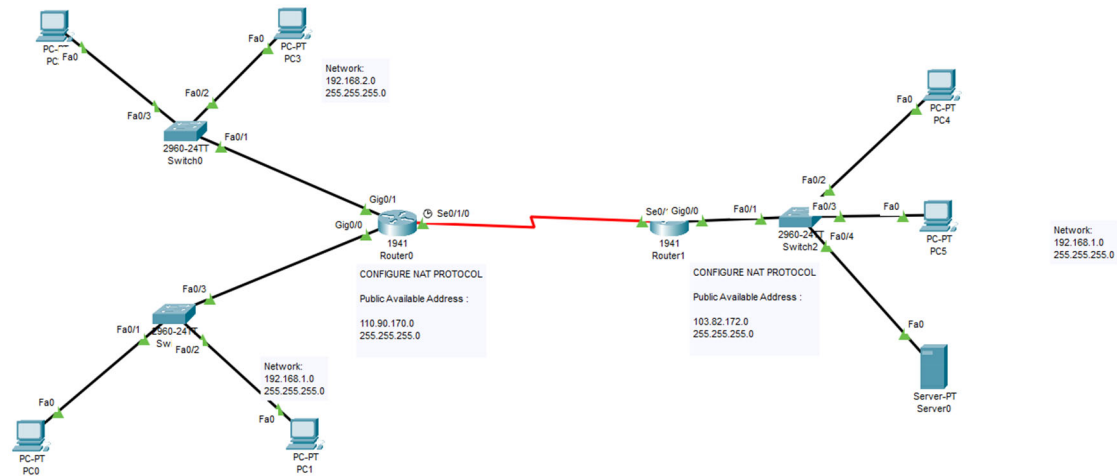 Fa0
PC-PT
PC
Fa0
PC-PT
PC3
Network:
192.168.2.0
255.255.255.0
Fa0/2
Fa0/3
Fa0/1
2960-24TT
Switch0
Gig0/1
Gig0/0
Se0/1/0
1941
Router0
CONFIGURE NAT PROTOCOL
Public Available Address :
110.90.170.0
255.255.255.0
Fa0/3
Fa0/1
2960-24TT
Fa0/2
Network:
192.168.1.0
255.255.255.0
Fa0
PC-PT
PC0
Fa0
PC-PT
PC1
Se0/
Gig0/0
1941
Router1
CONFIGURE NAT PROTOCOL
Public Available Address :
103.82.172.0
255.255.255.0
Fa0/1
Fa0/2
Fa0/3
Fa0/4
2960-24TT
Switch2
Fa0
PC-PT
PC4
Fa0
PC-PT
PC5
Network:
192.168.1.0
255.255.255.0
Fa0
Server-PT
Server0